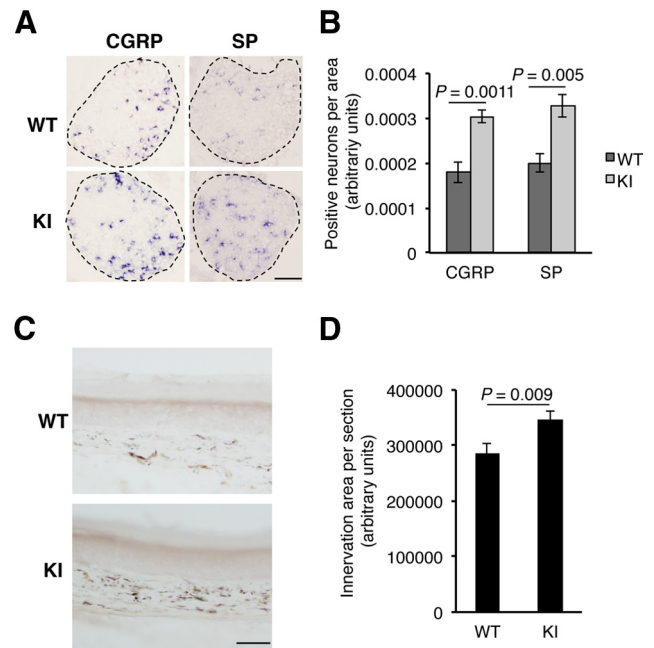 A
CGRP SP
WT
KI
B
Positive neurons per area
(arbitrariy units)
0.0004
0.0003
0.0002
0.0001
0
P = 0.0011
P = 0.005
CGRP SP
WT
KI
C
WT
KI
D
Innervation area per section
(arbitrary units)
400000
300000
200000
100000
0
P = 0.009
WT KI